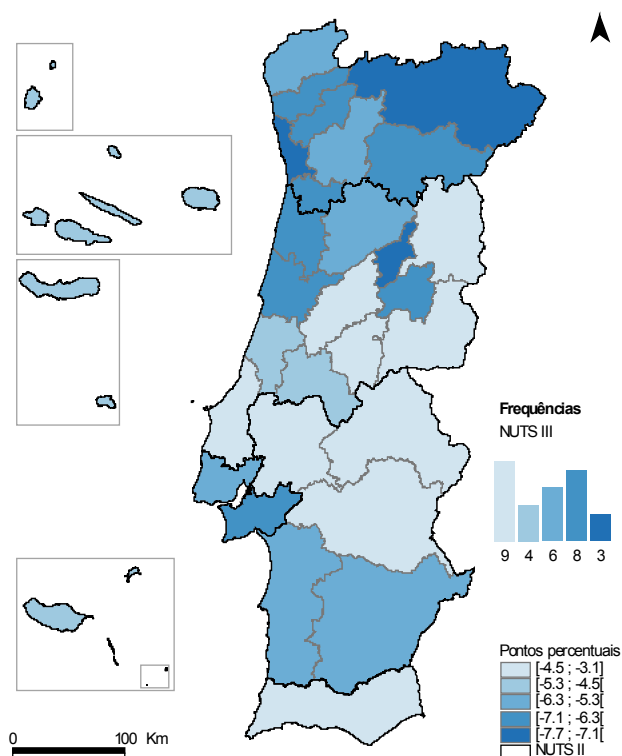 Frequências
NUTS III
9 4 6 8 3
Pontos percentuais
[-4.5 ; -3.1]
[-5.3 ; -4.5[
[-6.3 ; -5.3[
[-7.1 ; -6.3[
[-7.7 ; -7.1[
NUTS II
0 100 Km